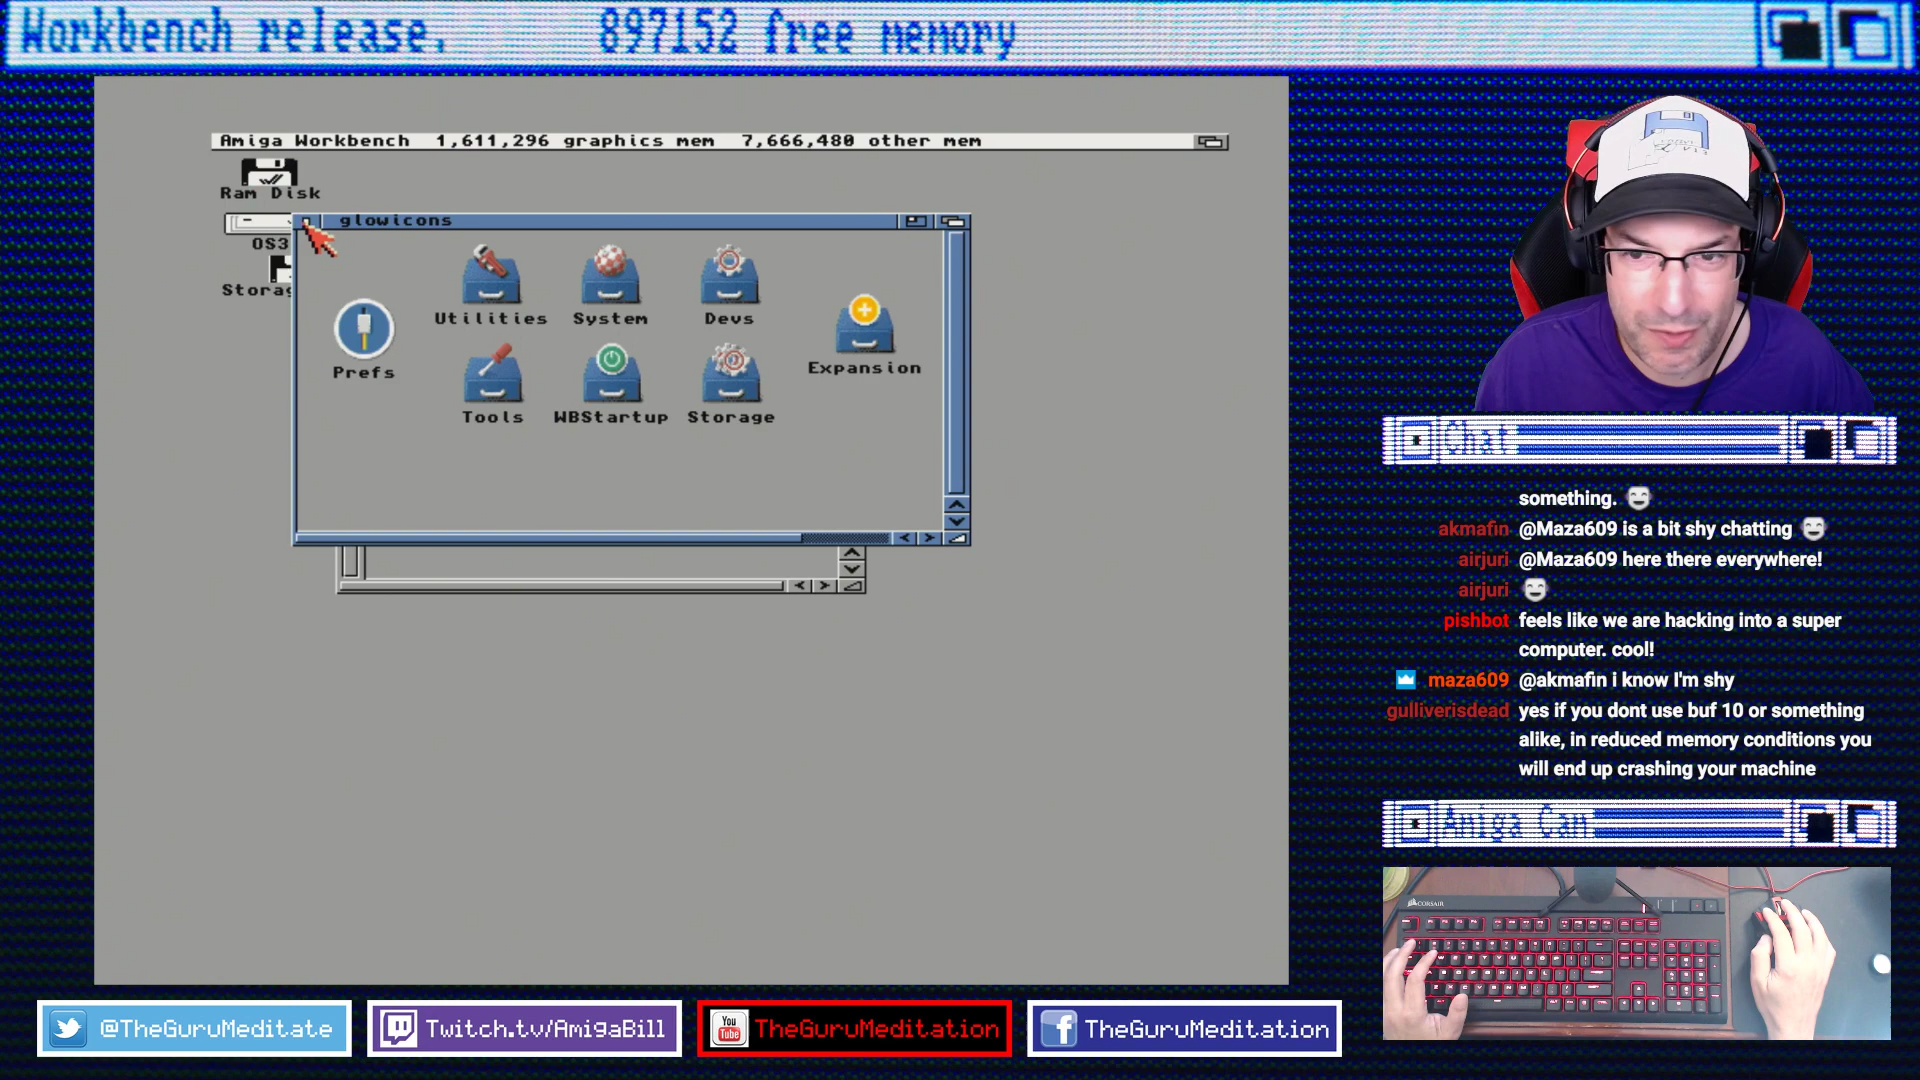 Workbench release.    897152 free memory
Amiga Workbench  1,611,296 graphics mem  7,666,480 other mem
Ram Disk
glowicons
OS3
Storag
Utilities
System
Devs
Prefs
Expansion
Tools
WBStartup
Storage
Chat
something.
akmafin @Maza609 is a bit shy chatting
airjuri @Maza609 here there everywhere!
airjuri
pishbot feels like we are hacking into a super
computer. cool!
maza609 @akmafin i know I'm shy
gulliverisdead yes if you dont use buf 10 or something
alike, in reduced memory conditions you
will end up crashing your machine
Amiga Cam
CORSAIR
@TheGuruMeditate
Twitch.tv/AmigaBill
You
Tube
TheGuruMeditation
TheGuruMeditation